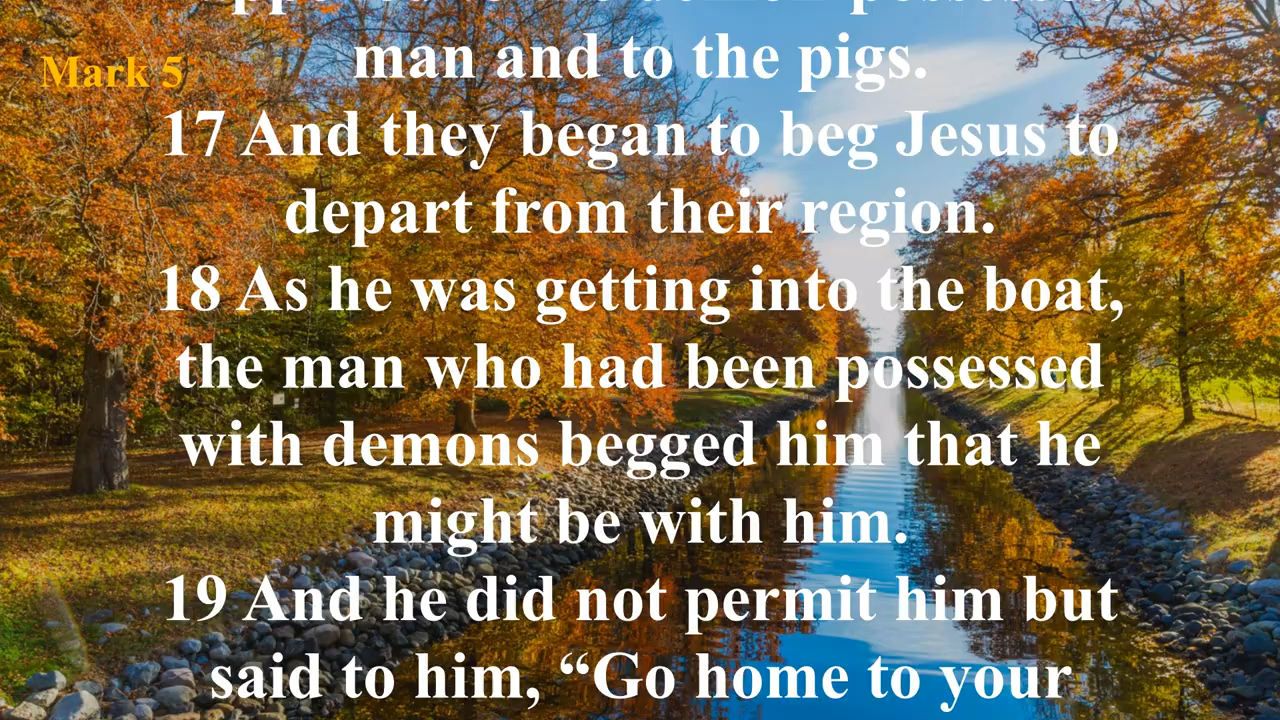 man and to the pigs.
Mark 5
17 And they began to beg Jesus to
depart from their region.
18 As he was getting into the boat,
the man who had been possessed
with demons begged him that he
might be with him.
19 And he did not permit him but
said to him, “Go home to your